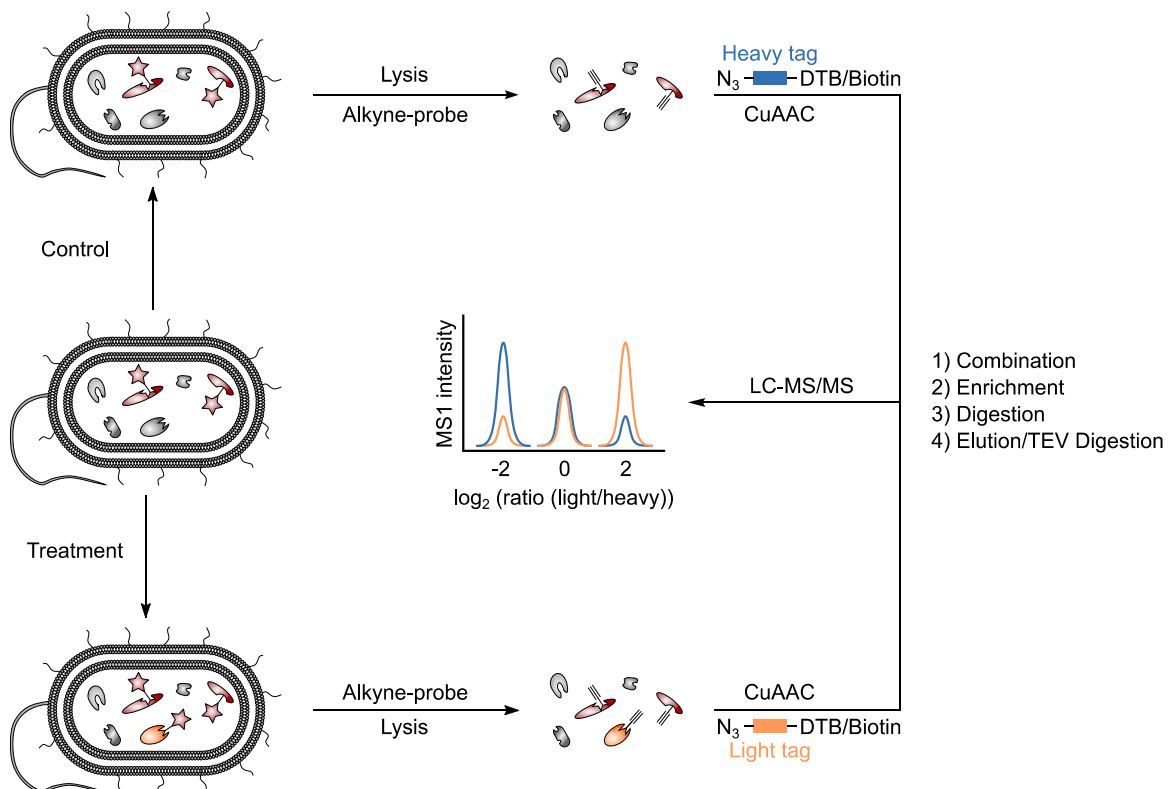 Lysis
Alkyne-probe
Heavy tag
N₃ DTB/Biotin
CuAAC
Control
MS1 intensity
-2 0 2
log₂ (ratio (light/heavy))
LC-MS/MS
1) Combination
2) Enrichment
3) Digestion
4) Elution/TEV Digestion
Treatment
Alkyne-probe
Lysis
CuAAC
N₃ DTB/Biotin
Light tag